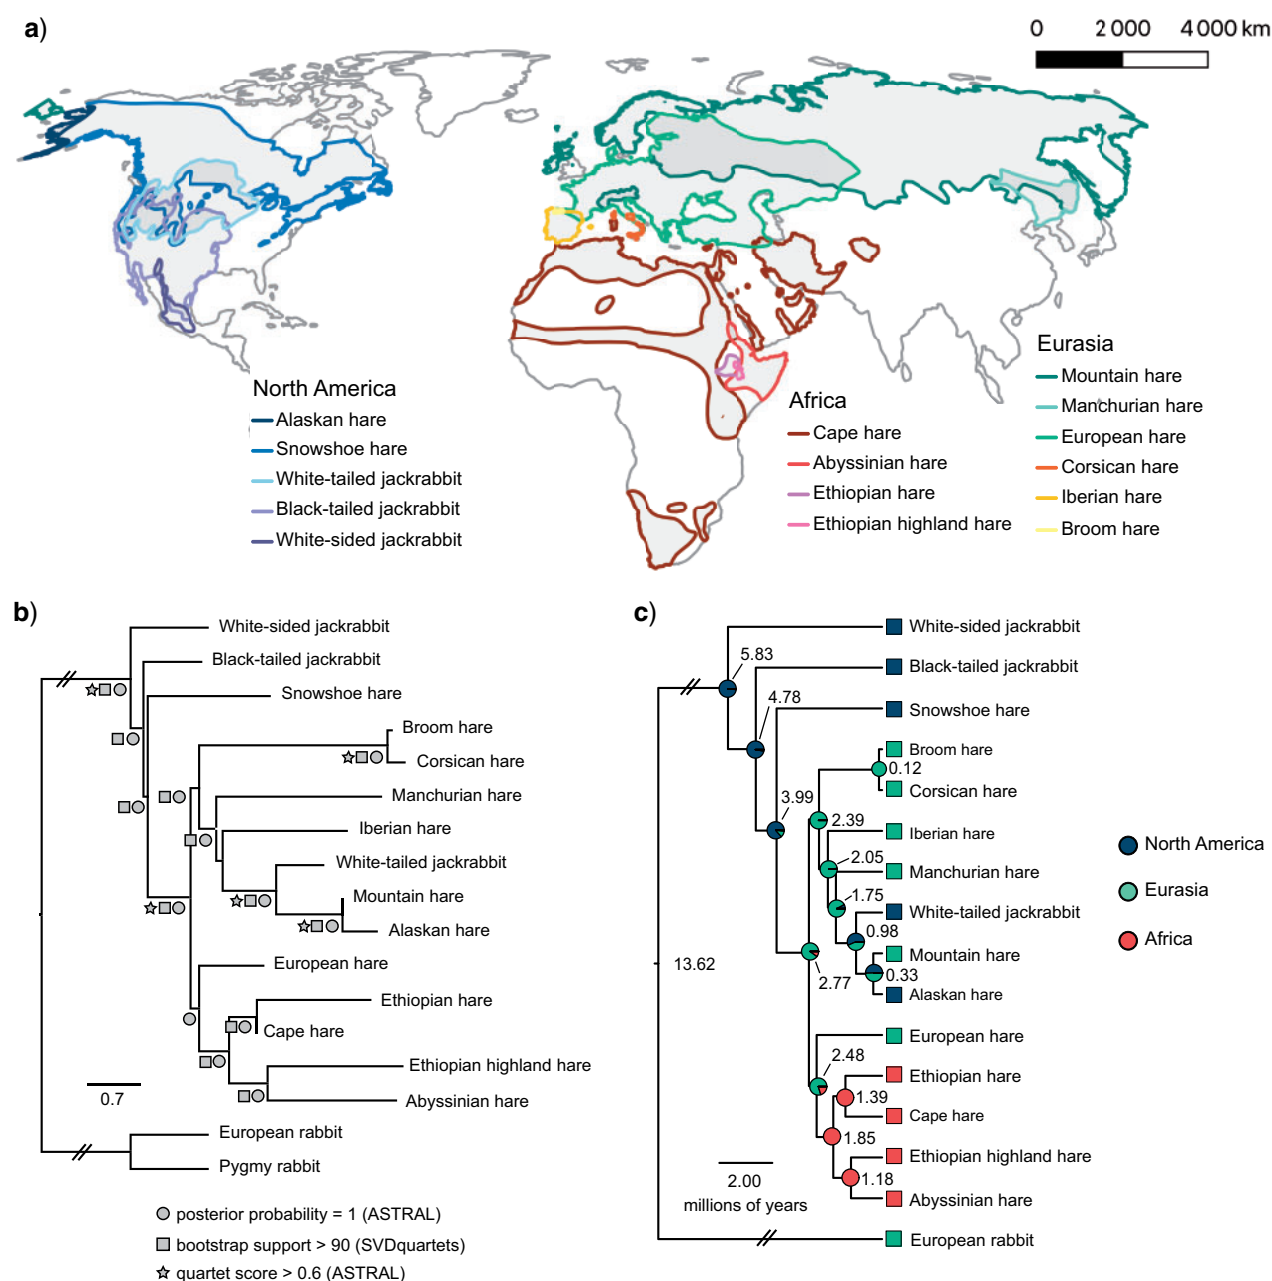 a)
0 2 000 4 000 km
North America
Alaskan hare
Snowshoe hare
White-tailed jackrabbit
Black-tailed jackrabbit
White-sided jackrabbit
Africa
Cape hare
Abyssinian hare
Ethiopian hare
Ethiopian highland hare
Eurasia
Mountain hare
Manchurian hare
European hare
Corsican hare
Iberian hare
Broom hare
b)
White-sided jackrabbit
Black-tailed jackrabbit
Snowshoe hare
Broom hare
Corsican hare
Manchurian hare
Iberian hare
White-tailed jackrabbit
Mountain hare
Alaskan hare
European hare
Ethiopian hare
Cape hare
Ethiopian highland hare
Abyssinian hare
0.7
European rabbit
Pygmy rabbit
posterior probability = 1 (ASTRAL)
bootstrap support > 90 (SVDquartets)
quartet score > 0.6 (ASTRAL)
c)
White-sided jackrabbit
5.83
Black-tailed jackrabbit
4.78
Snowshoe hare
Broom hare
0.12
Corsican hare
3.99
2.39
Iberian hare
2.05
Manchurian hare
1.75
White-tailed jackrabbit
0.98
Mountain hare
13.62
2.77
0.33
Alaskan hare
European hare
2.48
Ethiopian hare
1.39
Cape hare
1.85
Ethiopian highland hare
1.18
Abyssinian hare
2.00
millions of years
European rabbit
North America
Eurasia
Africa